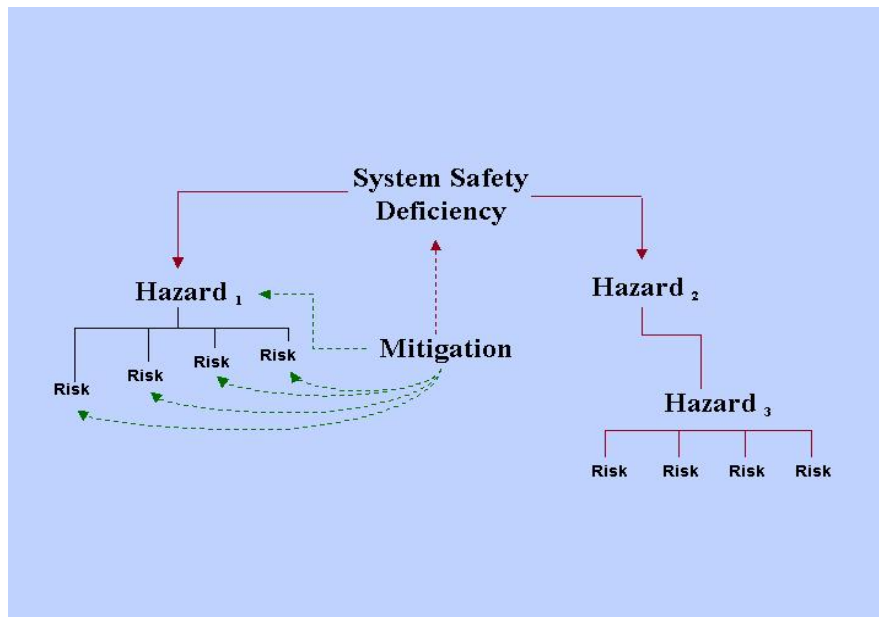 System Safety
Deficiency
Hazard 1
Hazard 2
Mitigation
Risk
Risk
Risk
Risk
Hazard 3
Risk
Risk
Risk
Risk